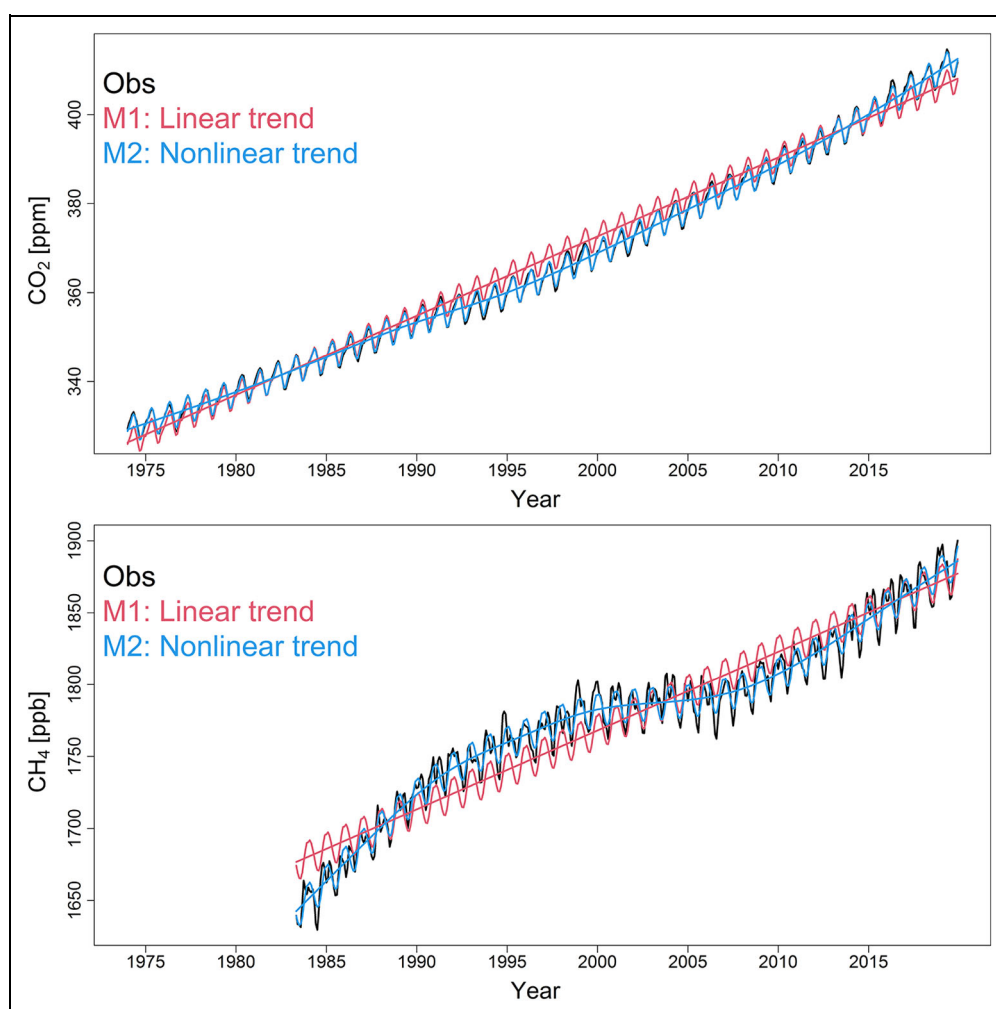 Obs
M1: Linear trend
M2: Nonlinear trend
CO₂ [ppm]
400
380
360
340
1975 1980 1985 1990 1995 2000 2005 2010 2015
Year
Obs
M1: Linear trend
M2: Nonlinear trend
CH₄ [ppb]
1900
1850
1800
1750
1700
1650
1975 1980 1985 1990 1995 2000 2005 2010 2015
Year